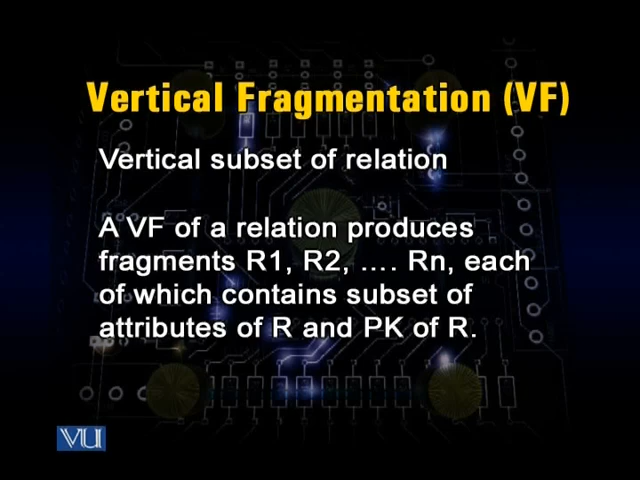 Vertical Fragmentation (VF)
Vertical subset of relation
A VF of a relation produces
fragments R1, R2, .... Rn, each
of which contains subset of
attributes of R and PK of R.
VU